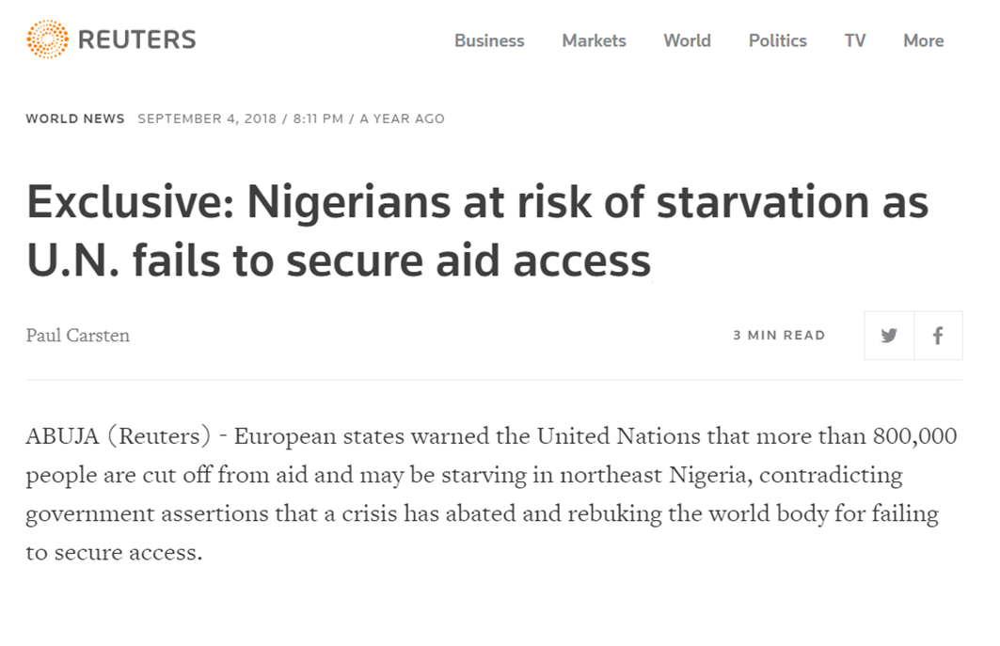 REUTERS
Business Markets World Politics TV More
WORLD NEWS SEPTEMBER 4, 2018 / 8:11 PM / A YEAR AGO
Exclusive: Nigerians at risk of starvation as
U.N. fails to secure aid access
Paul Carsten
3 MIN READ
ABUJA (Reuters) - European states warned the United Nations that more than 800,000
people are cut off from aid and may be starving in northeast Nigeria, contradicting
government assertions that a crisis has abated and rebuking the world body for failing
to secure access.